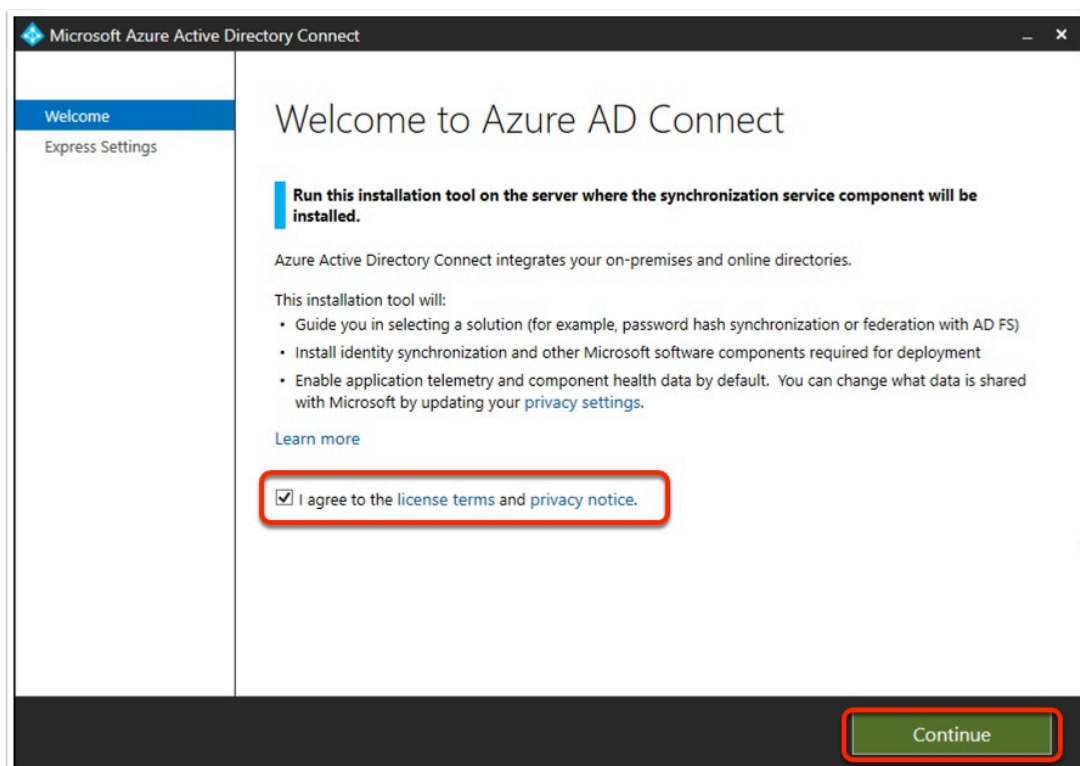 Microsoft Azure Active Directory Connect
Welcome
Express Settings
Welcome to Azure AD Connect
Run this installation tool on the server where the synchronization service component will be
installed.
Azure Active Directory Connect integrates your on-premises and online directories.
This installation tool will:
• Guide you in selecting a solution (for example, password hash synchronization or federation with AD FS)
• Install identity synchronization and other Microsoft software components required for deployment
• Enable application telemetry and component health data by default.  You can change what data is shared
with Microsoft by updating your privacy settings.
Learn more
I agree to the license terms and privacy notice.
Continue